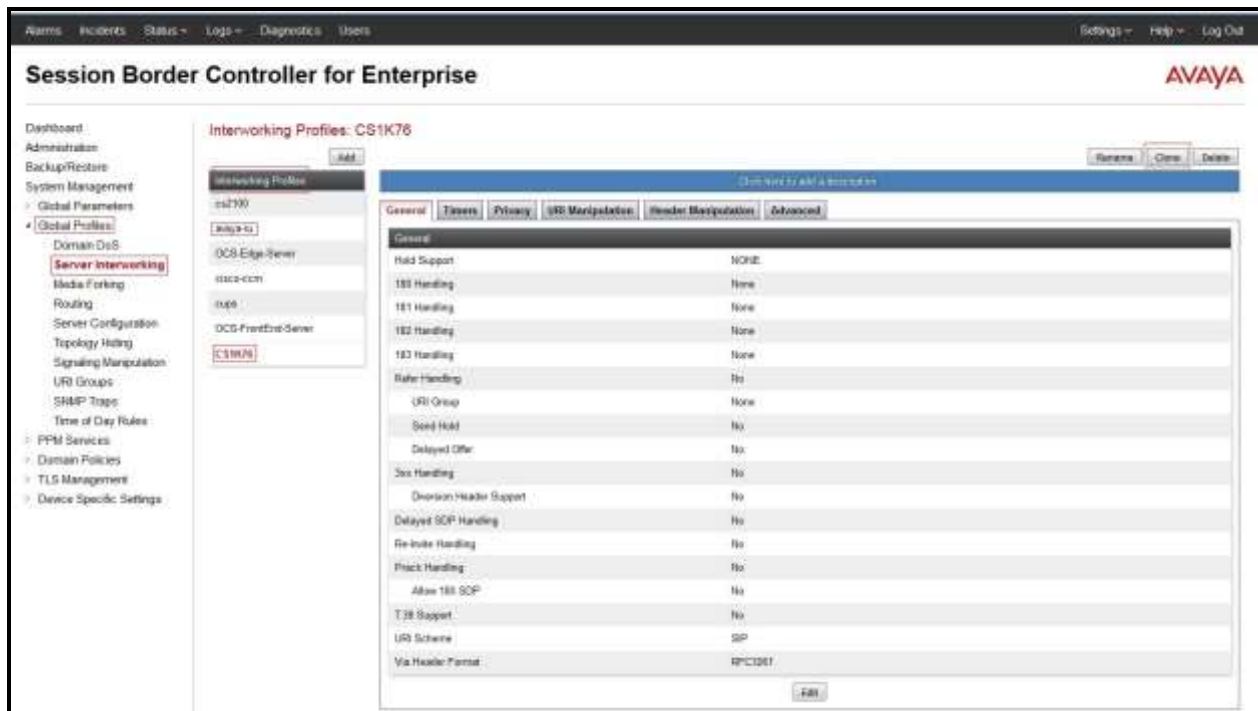 Alarms Incidents Status Logs Diagnostics Users Settings Help Log Out
Session Border Controller for Enterprise
AVAYA
Dashboard
Administration
Backup/Restore
System Management
Global Parameters
Global Profiles
Domain DoS
Server Interworking
Media Forking
Routing
Server Configuration
Topology Hiding
Signaling Manipulation
URI Groups
SNMP Traps
Time of Day Rules
PPM Services
Domain Policies
TLS Management
Device Specific Settings
Interworking Profiles: CS1K76
Add
Rename Clone Delete
Interworking Profiles
cs2100
avaya-ru
OCS-Edge-Server
cisco-ccm
cups
OCS-FrontEnd-Server
CS1K76
Click here to add a description.
General Timers Privacy URI Manipulation Header Manipulation Advanced
General
Hold Support NONE
180 Handling None
181 Handling None
182 Handling None
183 Handling None
Refer Handling No
URI Group None
Send Hold No
Delayed Offer No
3xx Handling No
Diversion Header Support No
Delayed SDP Handling No
Re-Invite Handling No
Prack Handling No
Allow 18X SDP No
T.38 Support No
URI Scheme SIP
Via Header Format RFC3261
Edit